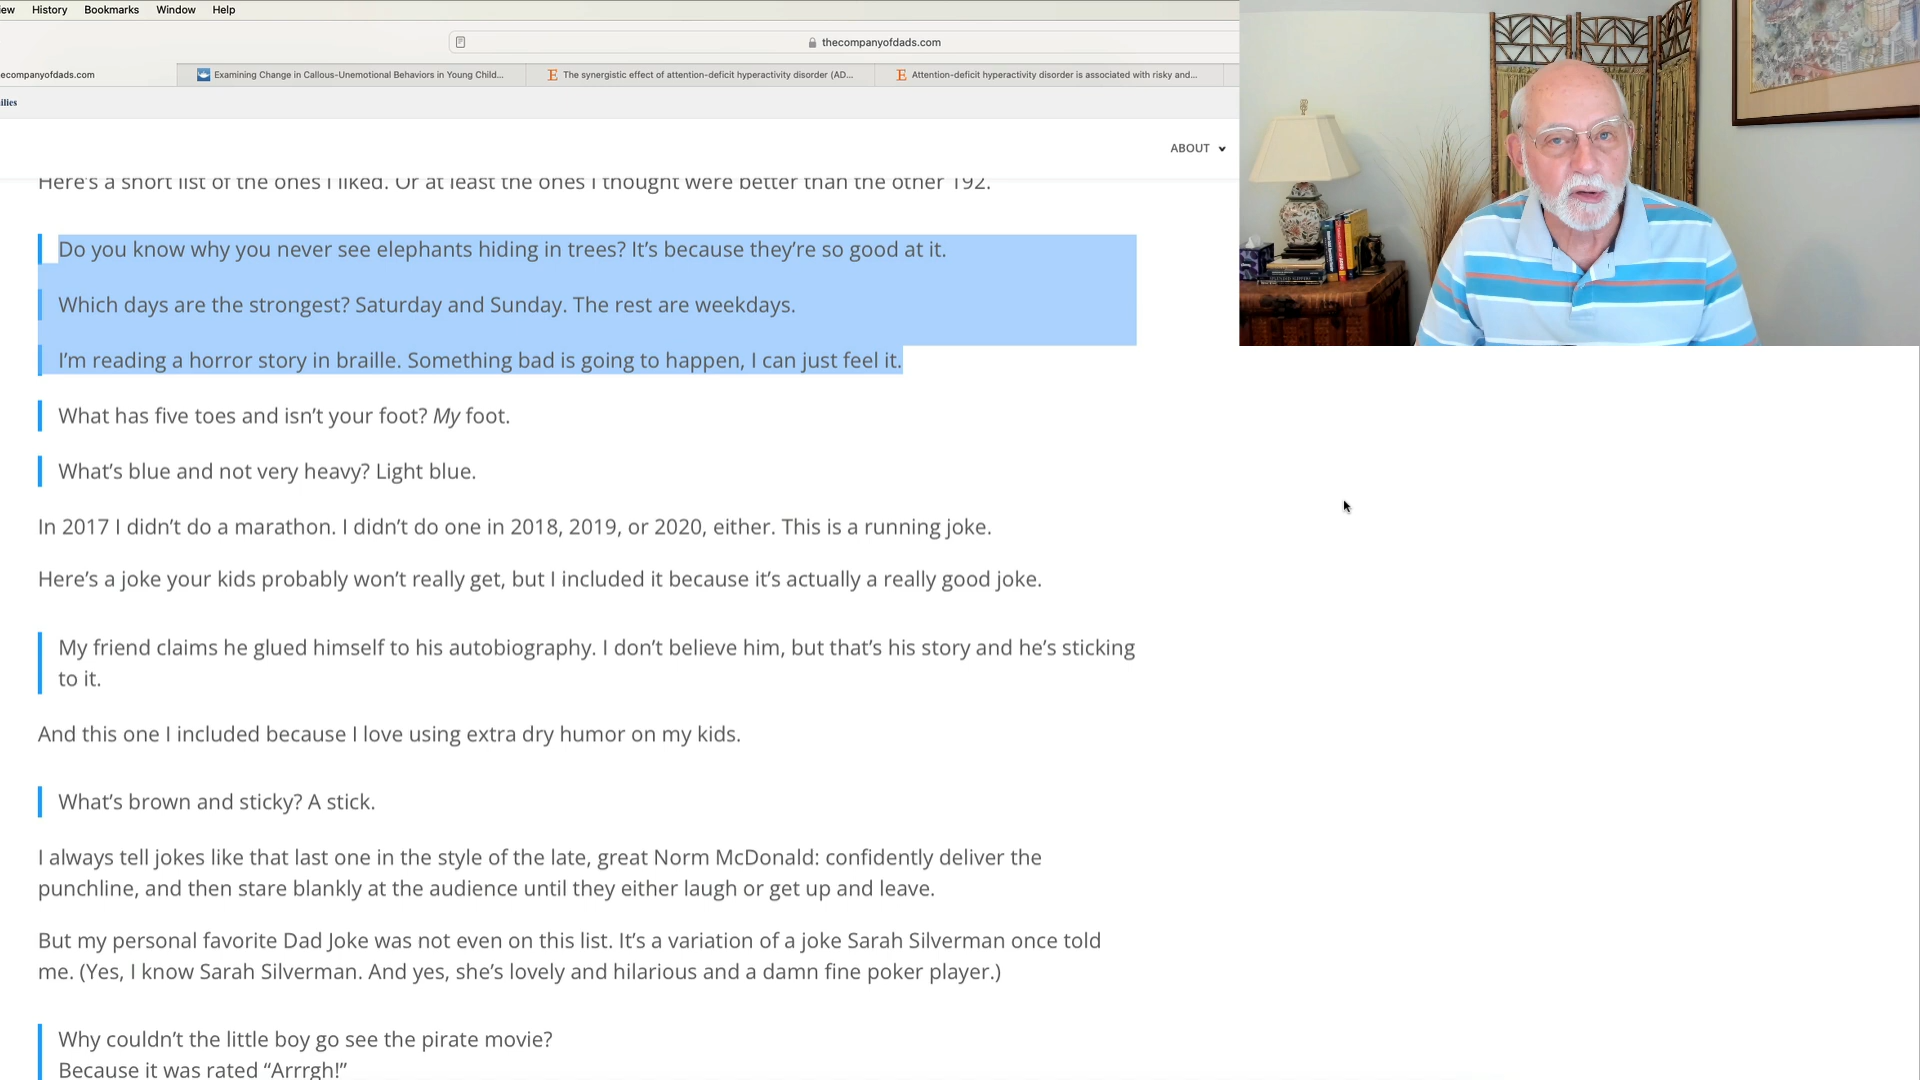 iew History Bookmarks Window Help
thecompanyofdads.com
ecompanyofdads.com Examining Change in Callous-Unemotional Behaviors in Young Child... The synergistic effect of attention-deficit hyperactivity disorder (AD... Attention-deficit hyperactivity disorder is associated with risky and...
ilies
ABOUT
Here's a short list of the ones I liked. Or at least the ones I thought were better than the other 192.
Do you know why you never see elephants hiding in trees? It's because they're so good at it.
Which days are the strongest? Saturday and Sunday. The rest are weekdays.
I'm reading a horror story in braille. Something bad is going to happen, I can just feel it.
What has five toes and isn't your foot? My foot.
What's blue and not very heavy? Light blue.
In 2017 I didn't do a marathon. I didn't do one in 2018, 2019, or 2020, either. This is a running joke.
Here's a joke your kids probably won't really get, but I included it because it's actually a really good joke.
My friend claims he glued himself to his autobiography. I don't believe him, but that's his story and he's sticking
to it.
And this one I included because I love using extra dry humor on my kids.
What's brown and sticky? A stick.
I always tell jokes like that last one in the style of the late, great Norm McDonald: confidently deliver the
punchline, and then stare blankly at the audience until they either laugh or get up and leave.
But my personal favorite Dad Joke was not even on this list. It's a variation of a joke Sarah Silverman once told
me. (Yes, I know Sarah Silverman. And yes, she's lovely and hilarious and a damn fine poker player.)
Why couldn't the little boy go see the pirate movie?
Because it was rated “Arrrgh!”